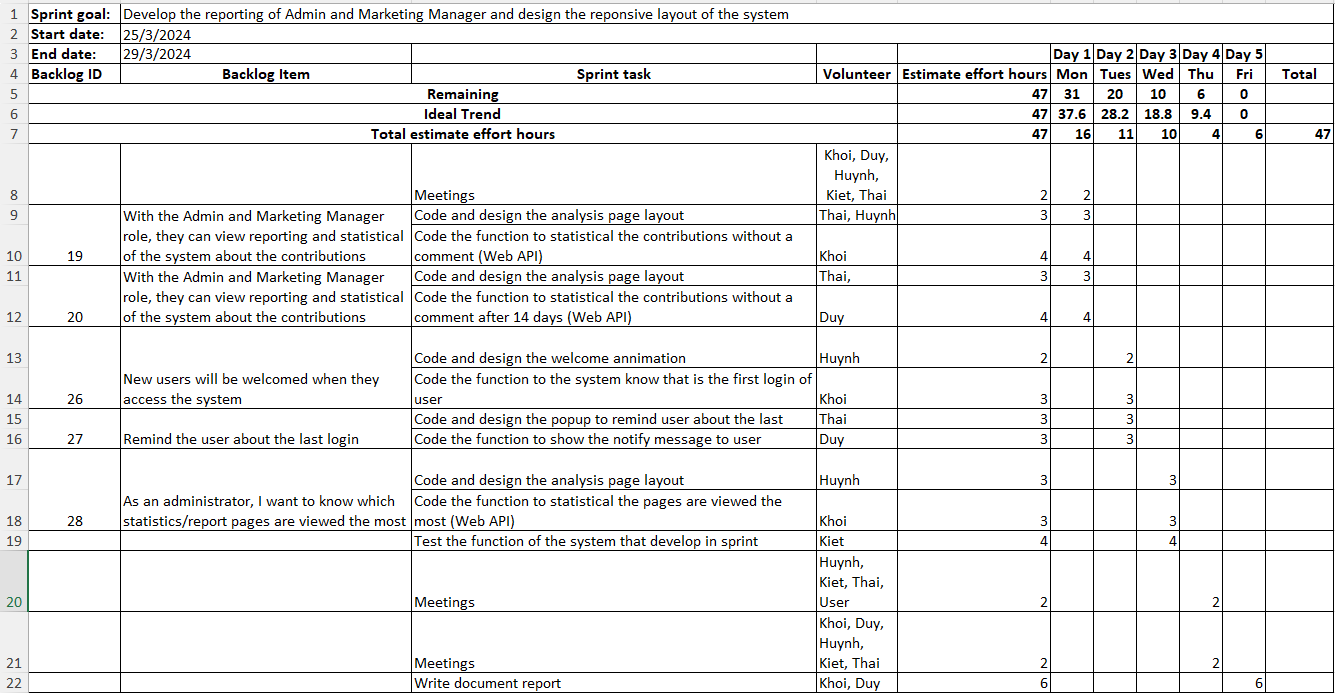 1 Sprint goal: Develop the reporting of Admin and Marketing Manager and design the reponsive layout of the system
2 Start date: 25/3/2024
3 End date: 29/3/2024 Day 1 Day 2 Day 3 Day 4 Day 5
4 Backlog ID Backlog Item Sprint task Volunteer Estimate effort hours Mon Tues Wed Thu Fri Total
5 Remaining 47 31 20 10 6 0
6 Ideal Trend 47 37.6 28.2 18.8 9.4 0
7 Total estimate effort hours 47 16 11 10 4 6 47
Khoi, Duy,
Huynh,
8 Meetings Kiet, Thai 2 2
9 With the Admin and Marketing Manager Code and design the analysis page layout Thai, Huynh 3 3
role, they can view reporting and statistical Code the function to statistical the contributions without a
10 19 of the system about the contributions comment (Web API) Khoi 4 4
11 With the Admin and Marketing Manager Code and design the analysis page layout Thai, 3 3
role, they can view reporting and statistical Code the function to statistical the contributions without a
12 20 of the system about the contributions comment after 14 days (Web API) Duy 4 4
13 Code and design the welcome annimation Huynh 2 2
New users will be welcomed when they Code the function to the system know that is the first login of
14 26 access the system user Khoi 3 3
15 Code and design the popup to remind user about the last Thai 3 3
16 27 Remind the user about the last login Code the function to show the notify message to user Duy 3 3
17 Code and design the analysis page layout Huynh 3 3
As an administrator, I want to know which Code the function to statistical the pages are viewed the
18 28 statistics/report pages are viewed the most most (Web API) Khoi 3 3
19 Test the function of the system that develop in sprint Kiet 4 4
Huynh,
Kiet, Thai,
20 Meetings User 2 2
Khoi, Duy,
Huynh,
21 Meetings Kiet, Thai 2 2
22 Write document report Khoi, Duy 6 6